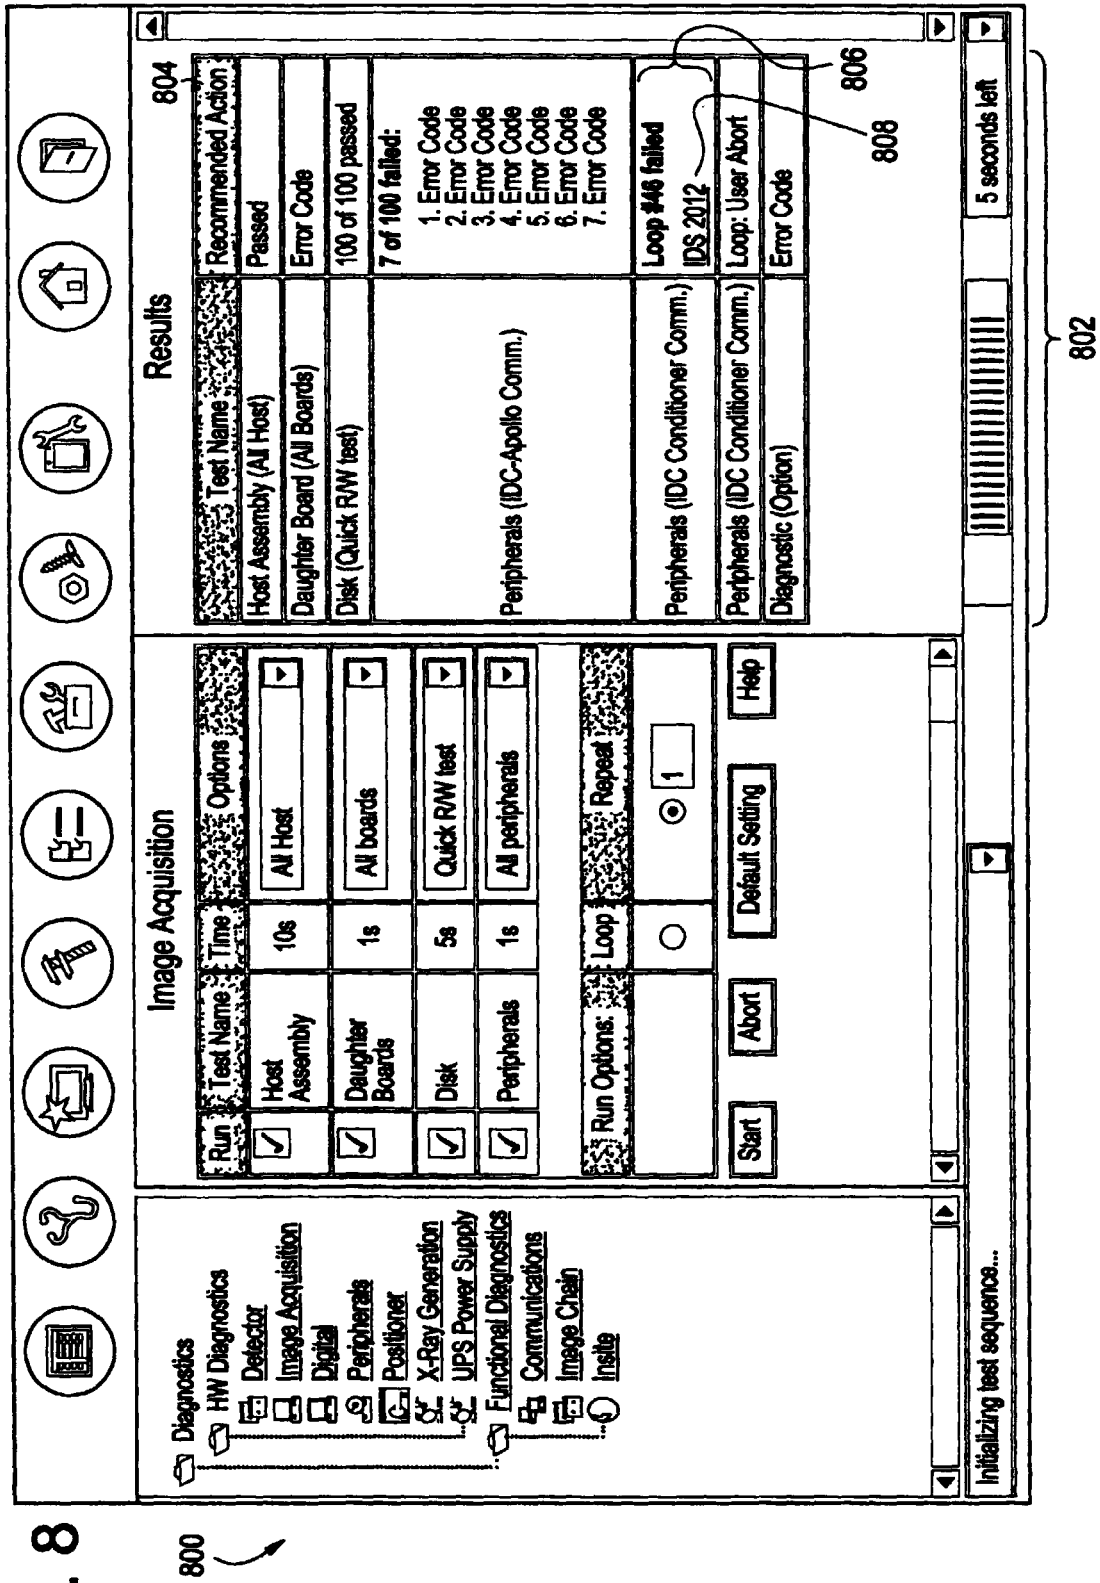 . 8
800
Diagnostics
HW Diagnostics
Detector
Image Acquisition
Digital
Peripherals
Positioner
X-Ray Generation
UPS Power Supply
Functional Diagnostics
Communications
Image Chain
Insite
Image Acquisition
Run Test Name Time Options
Host Assembly 10s All Host
Daughter Boards 1s All boards
Disk 5s Quick R/W test
Peripherals 1s All peripherals
Run Options: Loop Repeat
1
Start Abort Default Setting Help
Results
804
Test Name Recommended Action
Host Assembly (All Host) Passed
Daughter Board (All Boards) Error Code
Disk (Quick R/W test) 100 of 100 passed
Peripherals (IDC-Apollo Comm.) 7 of 100 failed:
1. Error Code
2. Error Code
3. Error Code
4. Error Code
5. Error Code
6. Error Code
7. Error Code
Peripherals (IDC Conditioner Comm.) Loop #46 failed
IDS 2012
Peripherals (IDC Conditioner Comm.) Loop: User Abort
Diagnostic (Option) Error Code
806
808
Initializing test sequence...
5 seconds left
802